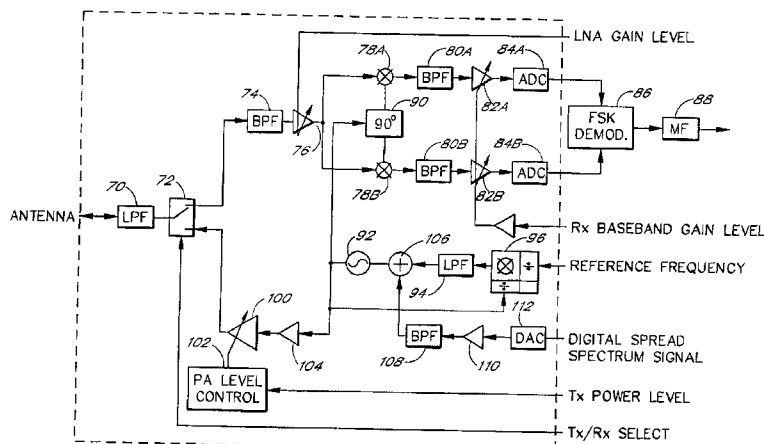 LNA GAIN LEVEL
78A
80A
84A
BPF
ADC
74
BPF
76
90
90°
82A
86
FSK
DEMOD.
88
MF
80B
84B
78B
BPF
82B
ADC
70
72
ANTENNA
LPF
Rx BASEBAND GAIN LEVEL
92
106
96
LPF
94
÷
÷
REFERENCE FREQUENCY
100
102
104
112
BPF
108
110
DAC
DIGITAL SPREAD
SPECTRUM SIGNAL
PA LEVEL
CONTROL
Tx POWER LEVEL
Tx/Rx SELECT